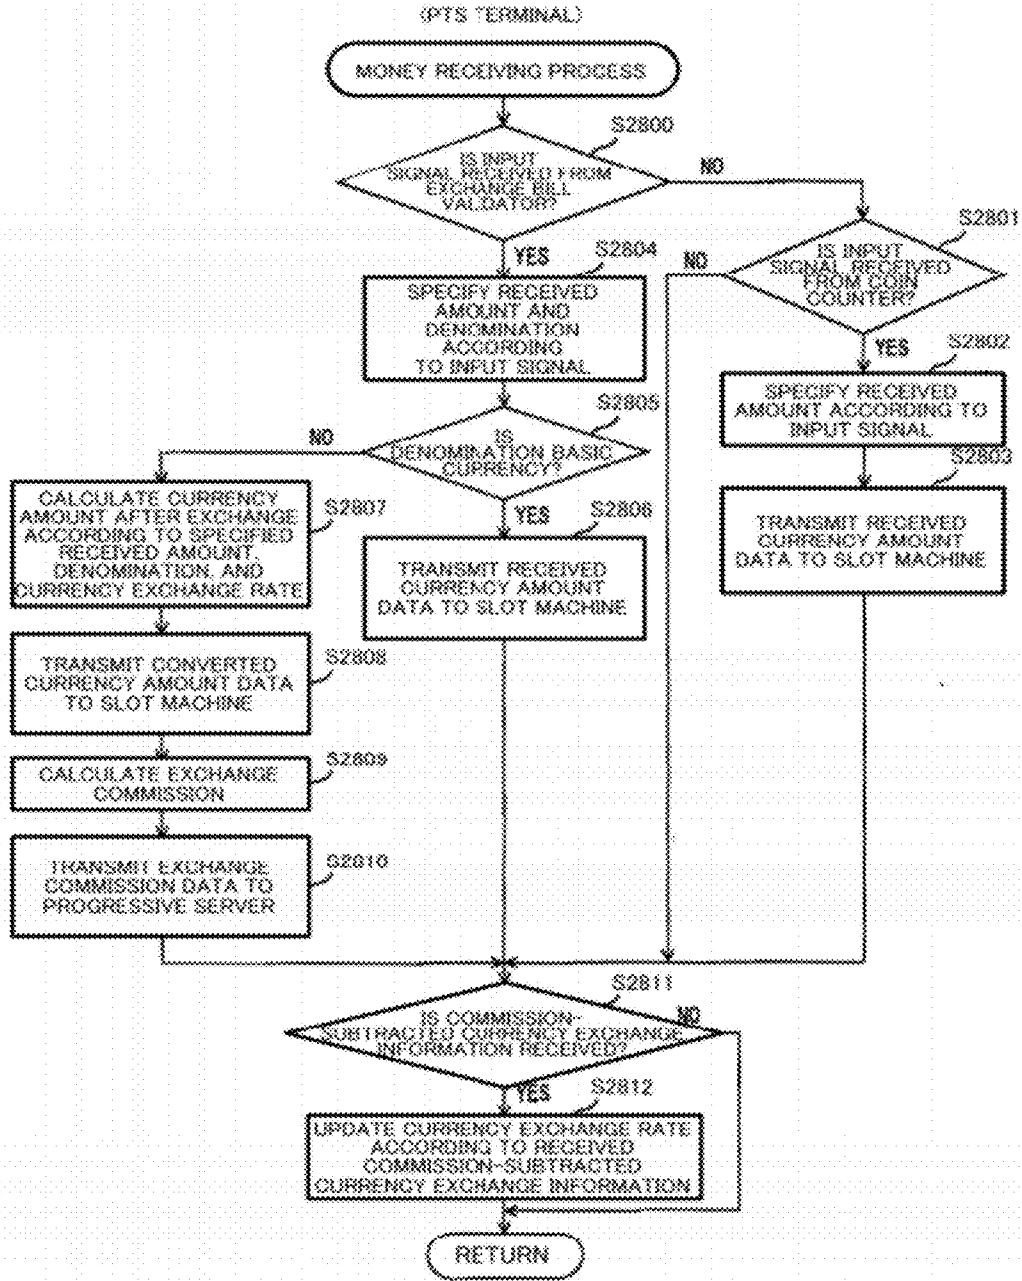 (PTS TERMINAL)
MONEY RECEIVING PROCESS
S2800
IS INPUT
SIGNAL RECEIVED FROM
EXCHANGE BILL
VALDATOR?
NO
YES
S2801
IS INPUT
SIGNAL RECEIVED
FROM COIN
COUNTER?
NO
YES
S2804
SPECIFY RECEIVED
AMOUNT AND
DENOMINATION
ACCORDING
TO INPUT SIGNAL
S2802
SPECIFY RECEIVED
AMOUNT ACCORDING TO
INPUT SIGNAL
S2805
IS
DENOMINATION BASIC
CURRENCY?
NO
YES
S2803
TRANSMIT RECEIVED
CURRENCY AMOUNT
DATA TO SLOT MACHINE
S2807
CALCULATE CURRENCY
AMOUNT AFTER EXCHANGE
ACCORDING TO SPECIFIED
RECEIVED AMOUNT,
DENOMINATION, AND
CURRENCY EXCHANGE RATE
S2806
TRANSMIT RECEIVED
CURRENCY AMOUNT
DATA TO SLOT MACHINE
S2808
TRANSMIT CONVERTED
CURRENCY AMOUNT DATA
TO SLOT MACHINE
S2809
CALCULATE EXCHANGE
COMMISSION
S2810
TRANSMIT EXCHANGE
COMMISSION DATA TO
PROGRESSIVE SERVER
S2811
IS COMMISSION-
SUBTRACTED CURRENCY EXCHANGE
INFORMATION RECEIVED?
NO
YES
S2812
UPDATE CURRENCY EXCHANGE RATE
ACCORDING TO RECEIVED
COMMISSION-SUBTRACTED
CURRENCY EXCHANGE INFORMATION
RETURN